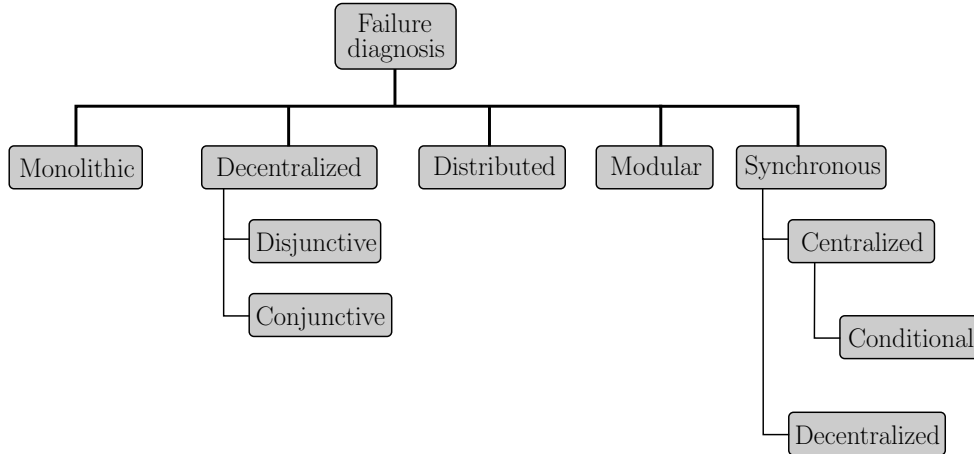 Failure
diagnosis
Monolithic
Decentralized
Distributed
Modular
Synchronous
Disjunctive
Centralized
Conjunctive
Conditional
Decentralized